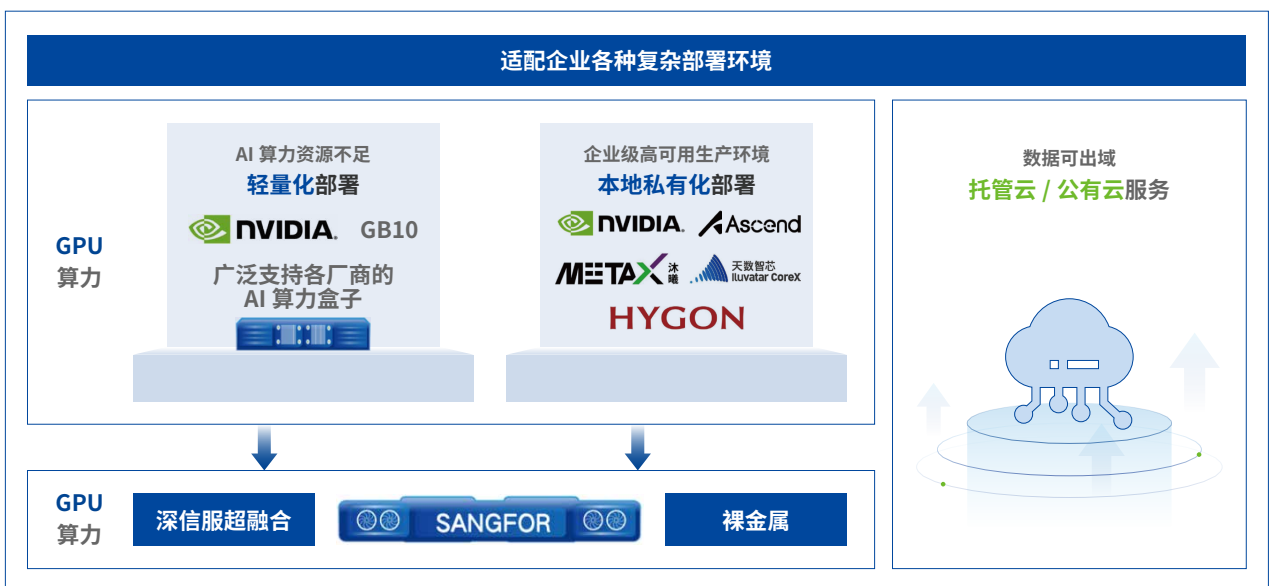 适配企业各种复杂部署环境
GPU
算力
AI 算力资源不足
轻量化部署
NVIDIA. GB10
广泛支持各厂商的
AI 算力盒子
企业级高可用生产环境
本地私有化部署
NVIDIA. Ascend
METAX 沐曦 天数智芯 Iluvatar CoreX
HYGON
GPU
算力
深信服超融合
SANGFOR
裸金属
数据可出域
托管云 / 公有云服务